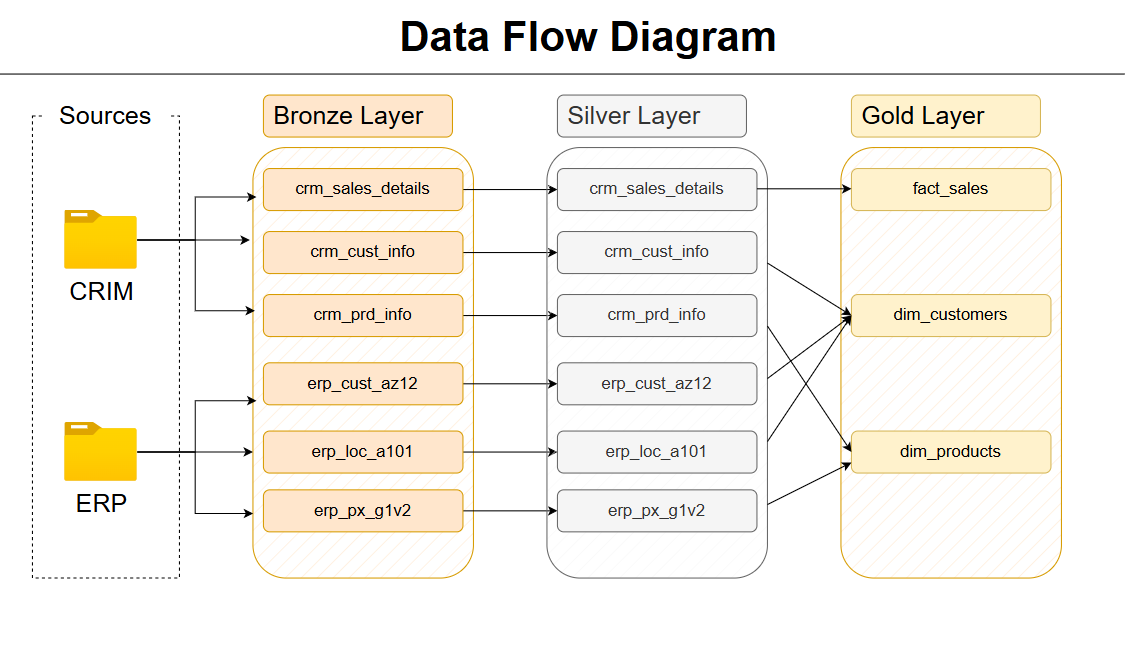 Data Flow Diagram
Sources
Bronze Layer
Silver Layer
Gold Layer
crm_sales_details
crm_sales_details
fact_sales
crm_cust_info
crm_cust_info
CRIM
crm_prd_info
crm_prd_info
dim_customers
erp_cust_az12
erp_cust_az12
erp_loc_a101
erp_loc_a101
dim_products
ERP
erp_px_g1v2
erp_px_g1v2